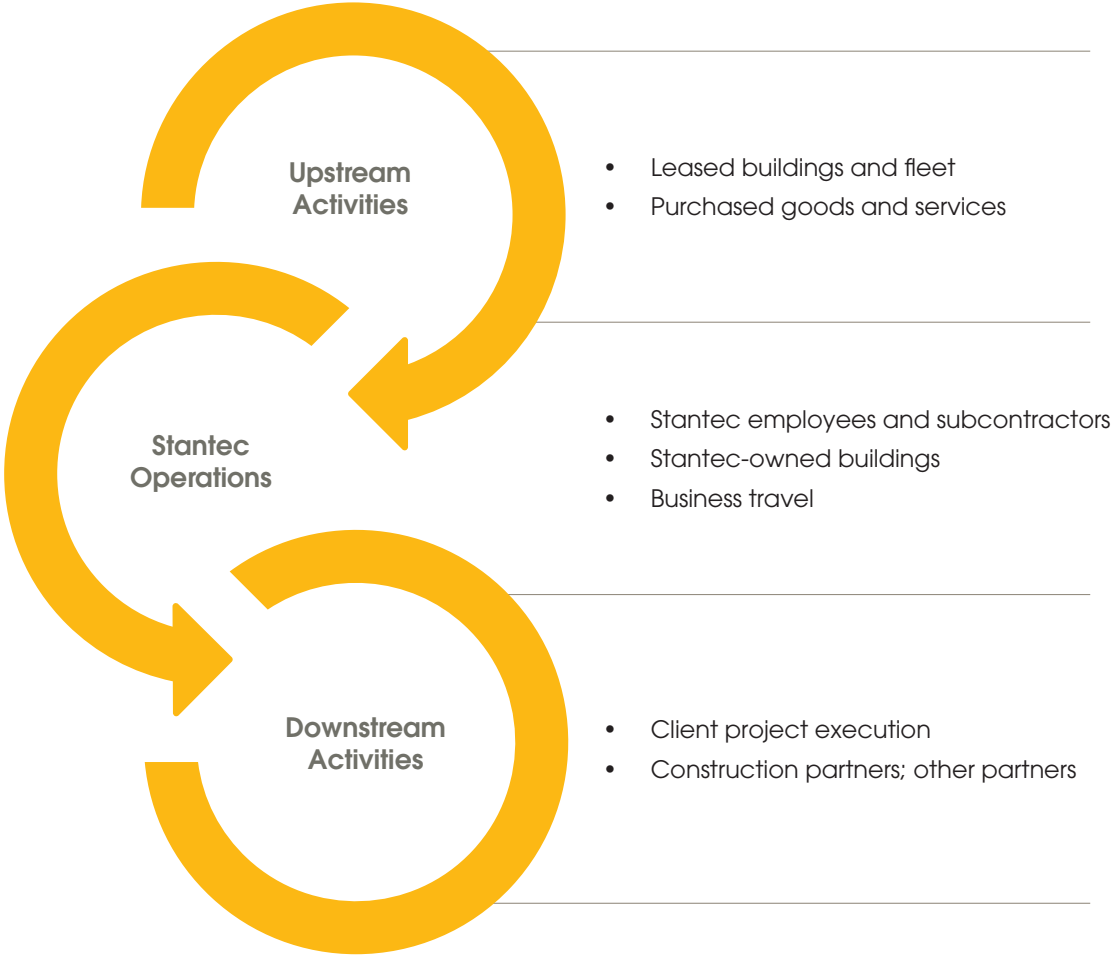 Upstream
Activities
• Leased buildings and fleet
• Purchased goods and services
Stantec
Operations
• Stantec employees and subcontractors
• Stantec-owned buildings
• Business travel
Downstream
Activities
• Client project execution
• Construction partners; other partners